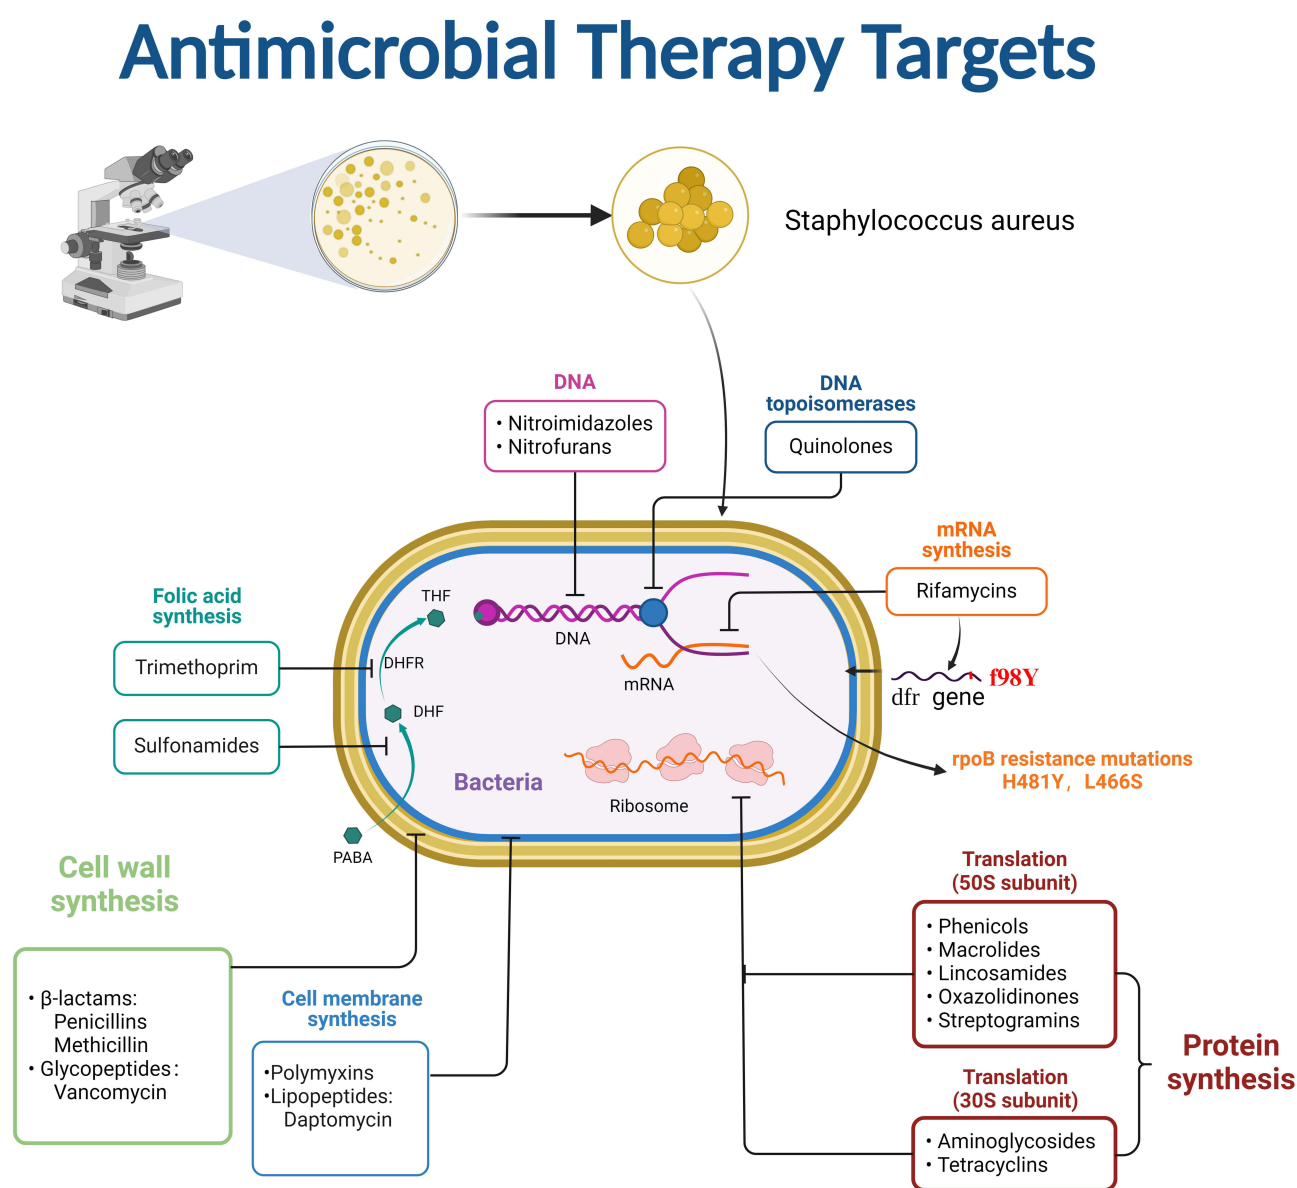 Antimicrobial Therapy Targets
Staphylococcus aureus
DNA
• Nitroimidazoles
• Nitrofurans
DNA
topoisomerases
Quinolones
mRNA
synthesis
Rifamycins
dfr gene
f98Y
rpoB resistance mutations
H481Y, L466S
Folic acid
synthesis
Trimethoprim
Sulfonamides
THF
DHFR
DHF
PABA
DNA
mRNA
Bacteria
Ribosome
Cell wall
synthesis
• β-lactams:
Penicillins
Methicillin
• Glycopeptides:
Vancomycin
Cell membrane
synthesis
•Polymyxins
•Lipopeptides:
Daptomycin
Translation
(50S subunit)
• Phenicols
• Macrolides
• Lincosamides
• Oxazolidinones
• Streptogramins
Translation
(30S subunit)
• Aminoglycosides
• Tetracyclins
Protein
synthesis